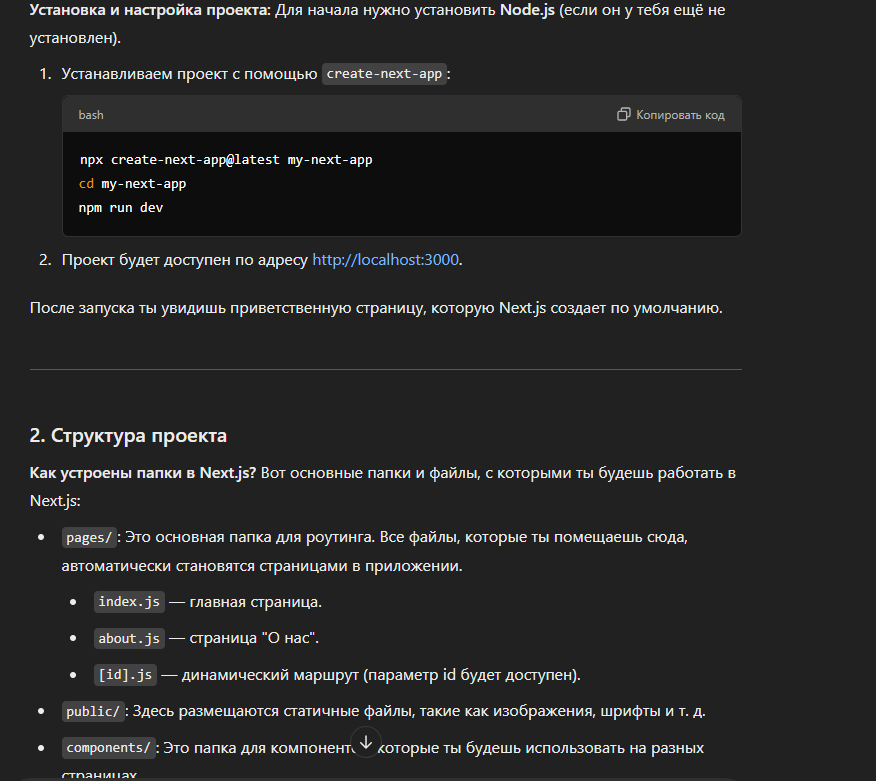 Установка и настройка проекта: Для начала нужно установить Node.js (если он у тебя ещё не
установлен).
1. Устанавливаем проект с помощью create-next-app:
bash
Копировать код
npx create-next-app@latest my-next-app
cd my-next-app
npm run dev
2. Проект будет доступен по адресу http://localhost:3000.
После запуска ты увидишь приветственную страницу, которую Next.js создает по умолчанию.
2. Структура проекта
Как устроены папки в Next.js? Вот основные папки и файлы, с которыми ты будешь работать в
Next.js:
• pages/: Это основная папка для роутинга. Все файлы, которые ты помещаешь сюда,
автоматически становятся страницами в приложении.
• index.js — главная страница.
• about.js — страница "О нас".
• [id].js — динамический маршрут (параметр id будет доступен).
• public/: Здесь размещаются статичные файлы, такие как изображения, шрифты и т. д.
• components/: Это папка для компонентов, которые ты будешь использовать на разных
страницах